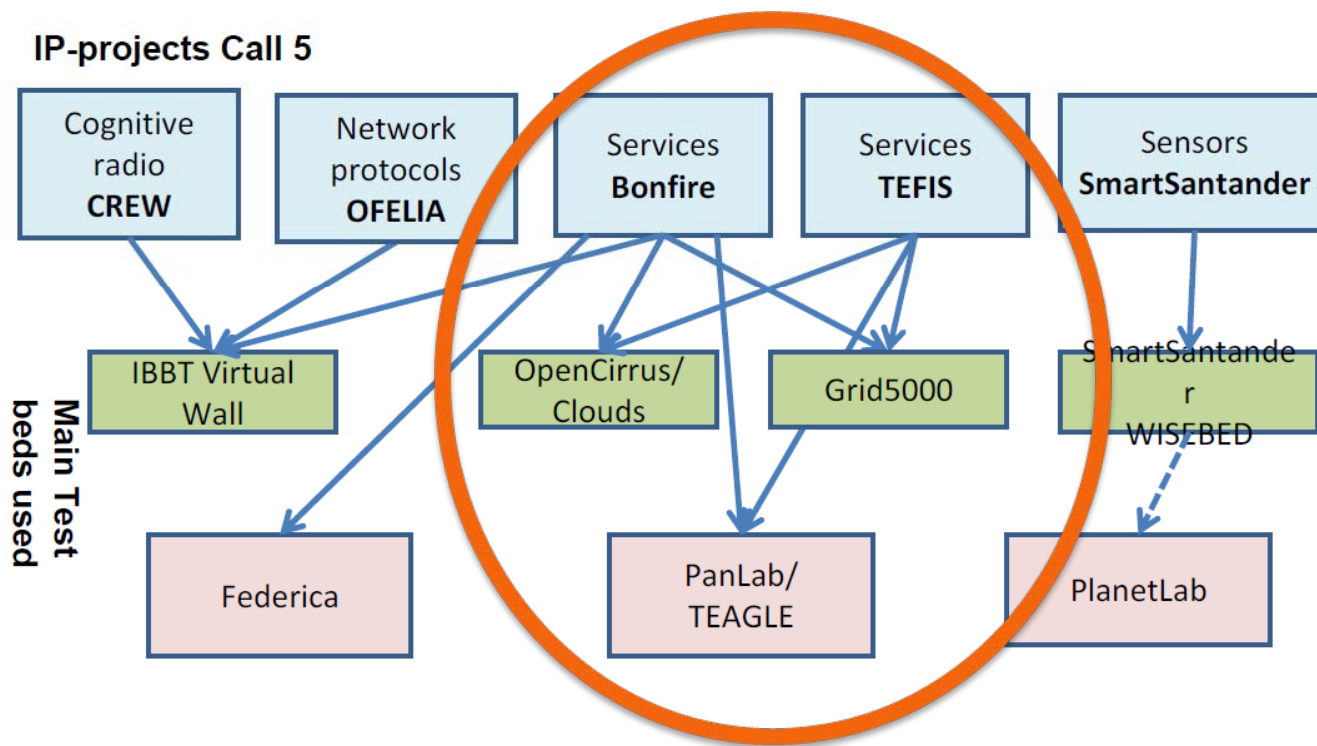 IP-projects Call 5
Cognitive
radio
CREW
Network
protocols
OFELIA
Services
Bonfire
Services
TEFIS
Sensors
SmartSantander
IBBT Virtual
Wall
OpenCirrus/
Clouds
Grid5000
SmartSantande
r
WISEBED
Main Test
beds used
Federica
PanLab/
TEAGLE
PlanetLab